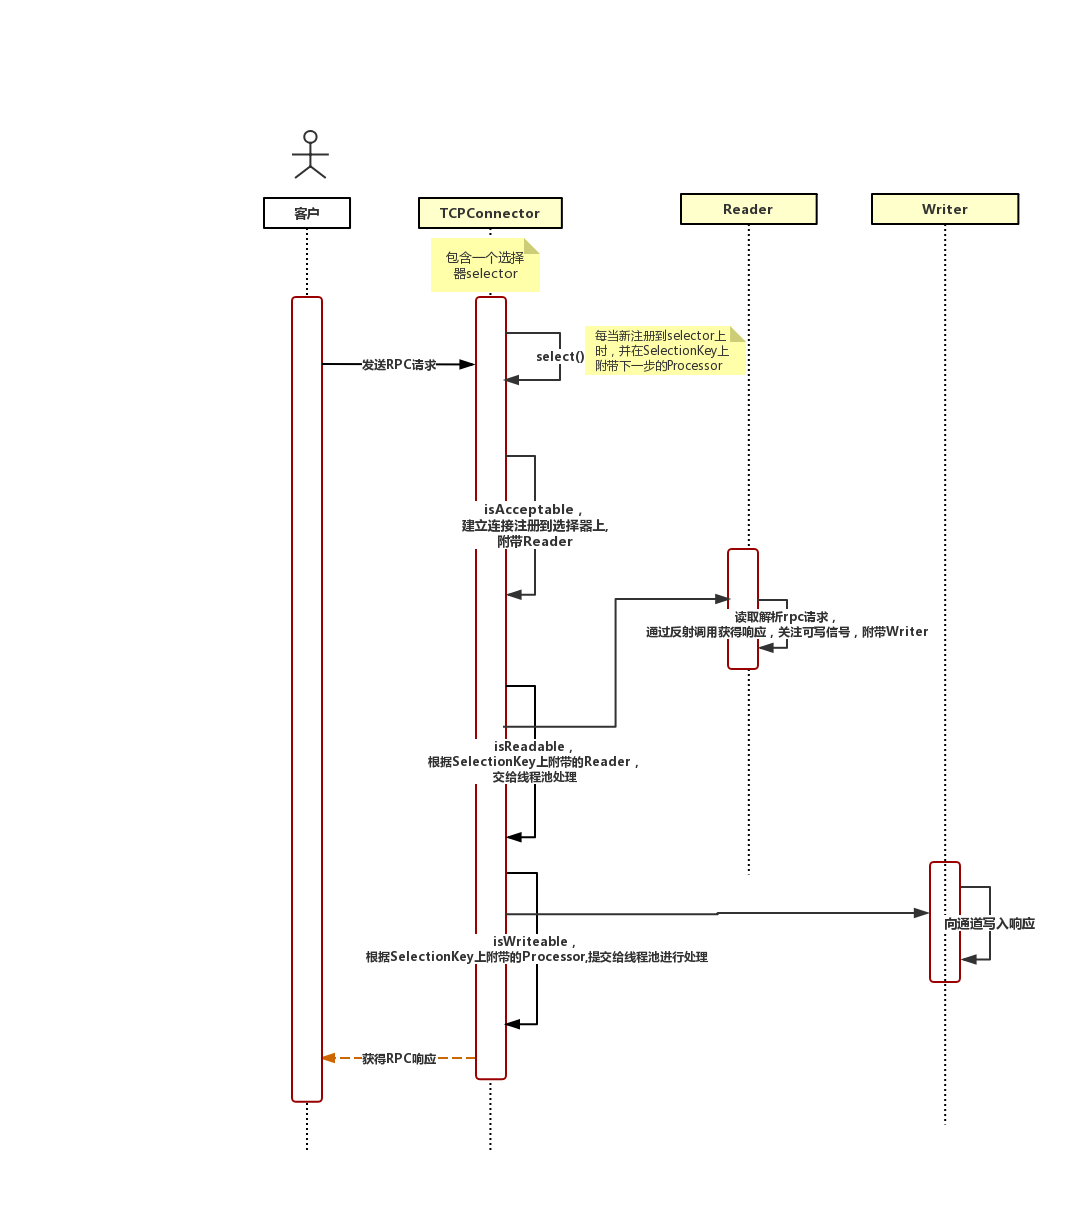 客户
TCPConnector
Reader
Writer
包含一个选择
器selector
每当新注册到selector上
时，并在SelectionKey上
附带下一步的Processor
select()
发送RPC请求
isAcceptable，
建立连接注册到选择器上,
附带Reader
读取解析rpc请求，
通过反射调用获得响应，关注可写信号，附带Writer
isReadable，
根据SelectionKey上附带的Reader，
交给线程池处理
向通道写入响应
isWriteable，
根据SelectionKey上附带的Processor,提交给线程池进行处理
获得RPC响应